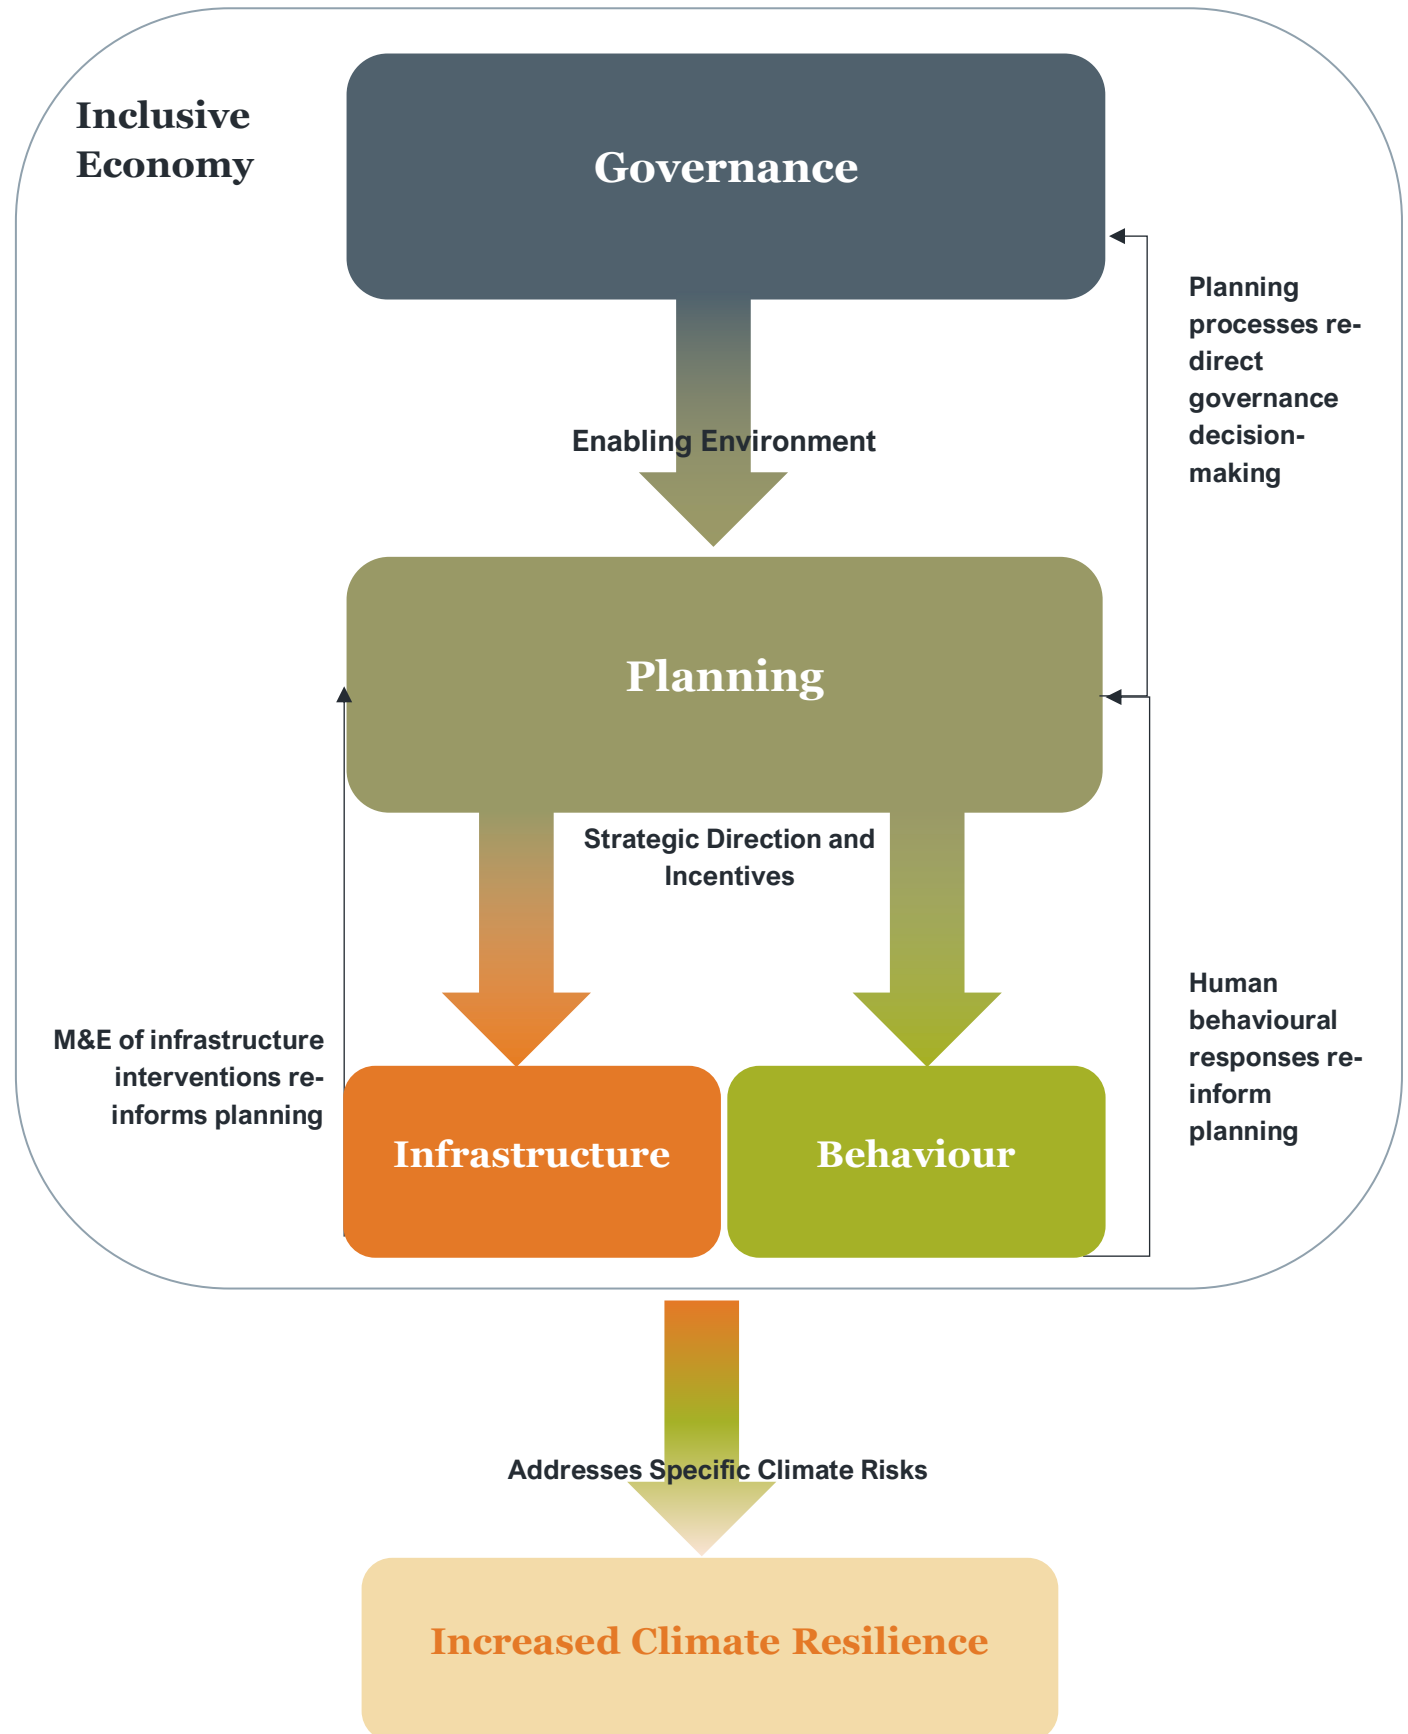 Inclusive
Economy
Governance
Planning
processes re-
direct
governance
decision-
making
Enabling Environment
Planning
Strategic Direction and
Incentives
M&E of infrastructure
interventions re-
informs planning
Human
behavioural
responses re-
inform
planning
Infrastructure
Behaviour
Addresses Specific Climate Risks
Increased Climate Resilience